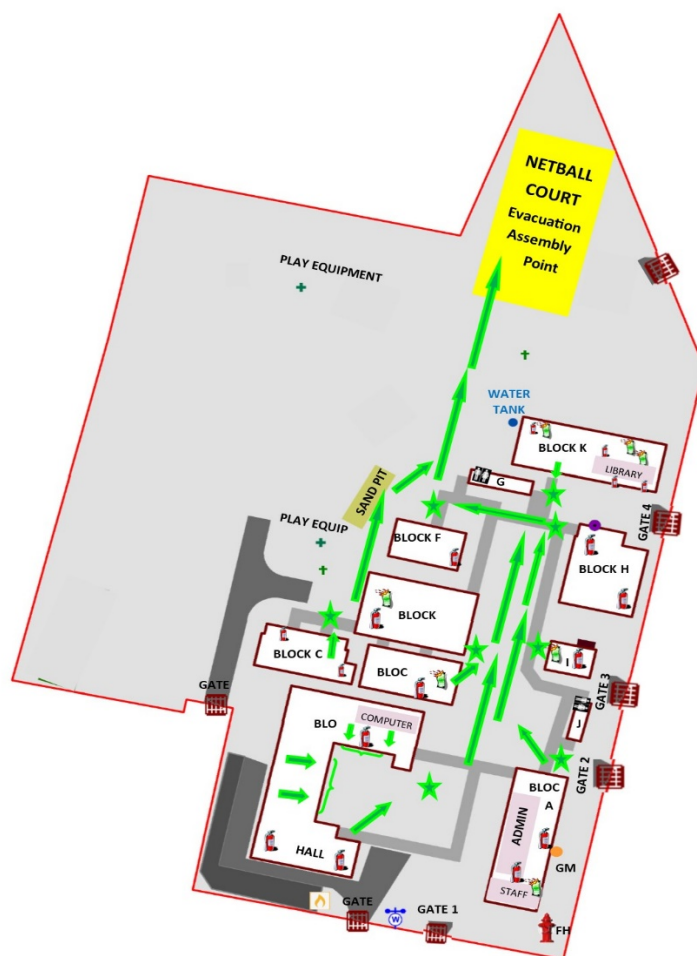 NETBALL
COURT
Evacuation
Assembly
Point
PLAY EQUIPMENT
WATER
TANK
BLOCK K
LIBRARY
G
SAND PIT
GATE 4
PLAY EQUIP
BLOCK F
BLOCK H
BLOCK
BLOCK C
BLOC
I
GATE 3
GATE
BLO
COMPUTER
J
GATE 2
BLOC
A
ADMIN
HALL
GM
STAFF
GATE
W
GATE 1
FH